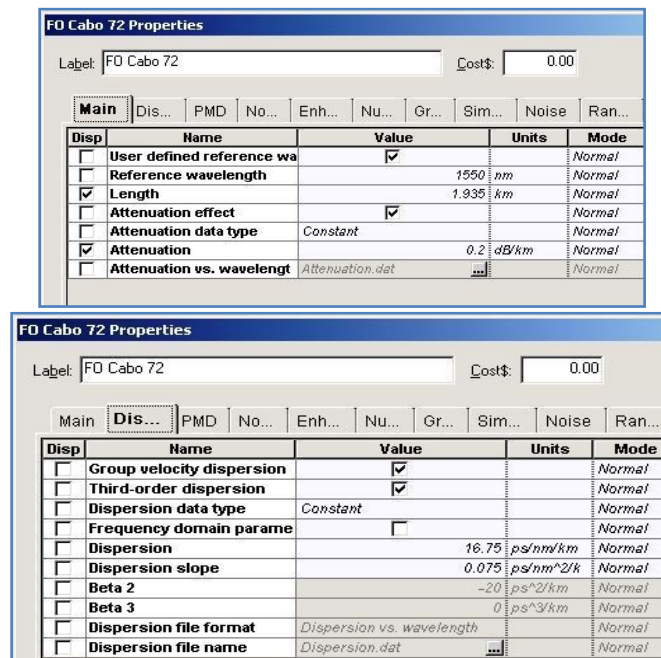 FO Cabo 72 Properties
Label: FO Cabo 72 Cost$: 0.00
Main Dis... PMD No... Enh... Nu... Gr... Sim... Noise Ran...
Disp Name Value Units Mode
User defined reference wa Normal
Reference wavelength 1550 nm Normal
Length 1.935 km Normal
Attenuation effect Normal
Attenuation data type Constant Normal
Attenuation 0.2 dB/km Normal
Attenuation vs. wavelengt Attenuation.dat ... Normal
FO Cabo 72 Properties
Label: FO Cabo 72 Cost$: 0.00
Main Dis... PMD No... Enh... Nu... Gr... Sim... Noise Ran...
Disp Name Value Units Mode
Group velocity dispersion Normal
Third-order dispersion Normal
Dispersion data type Constant Normal
Frequency domain parame Normal
Dispersion 16.75 ps/nm/km Normal
Dispersion slope 0.075 ps/nm^2/k Normal
Beta 2 -20 ps^2/km Normal
Beta 3 0 ps^3/km Normal
Dispersion file format Dispersion vs. wavelength Normal
Dispersion file name Dispersion.dat ... Normal